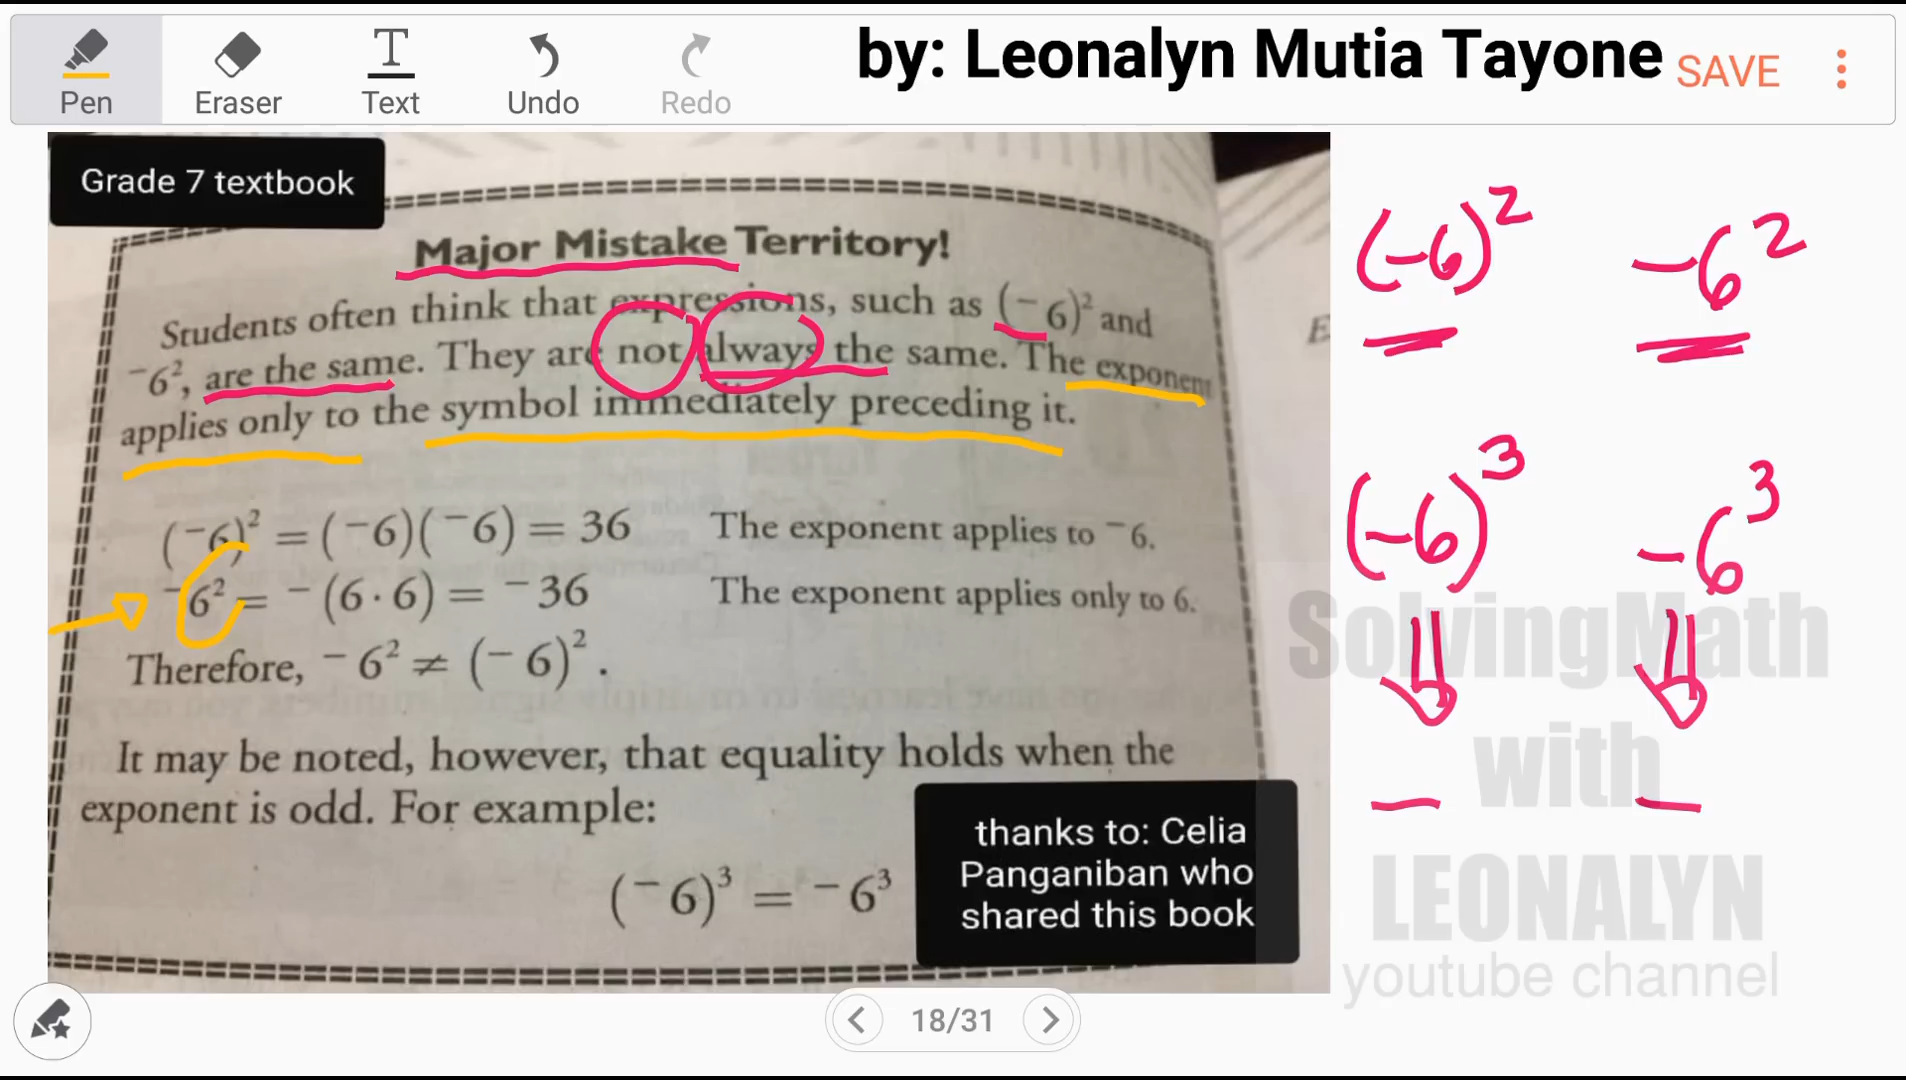 Pen
Eraser
Text
Undo
Redo
by: Leonalyn Mutia Tayone
SAVE
Grade 7 textbook
Major Mistake Territory!
Students often think that expressions, such as (⁻6)² and
⁻6², are the same. They are not always the same. The exponent
applies only to the symbol immediately preceding it.
(⁻6)² = (⁻6)(⁻6) = 36 The exponent applies to ⁻6.
⁻6² = ⁻(6 · 6) = ⁻36 The exponent applies only to 6.
Therefore, ⁻6² ≠ (⁻6)².
It may be noted, however, that equality holds when the
exponent is odd. For example:
(⁻6)³ = ⁻6³
thanks to: Celia
Panganiban who
shared this book
(-6)² -6²
(-6)³ -6³
— —
SolvingMath
with
LEONALYN
youtube channel
18/31